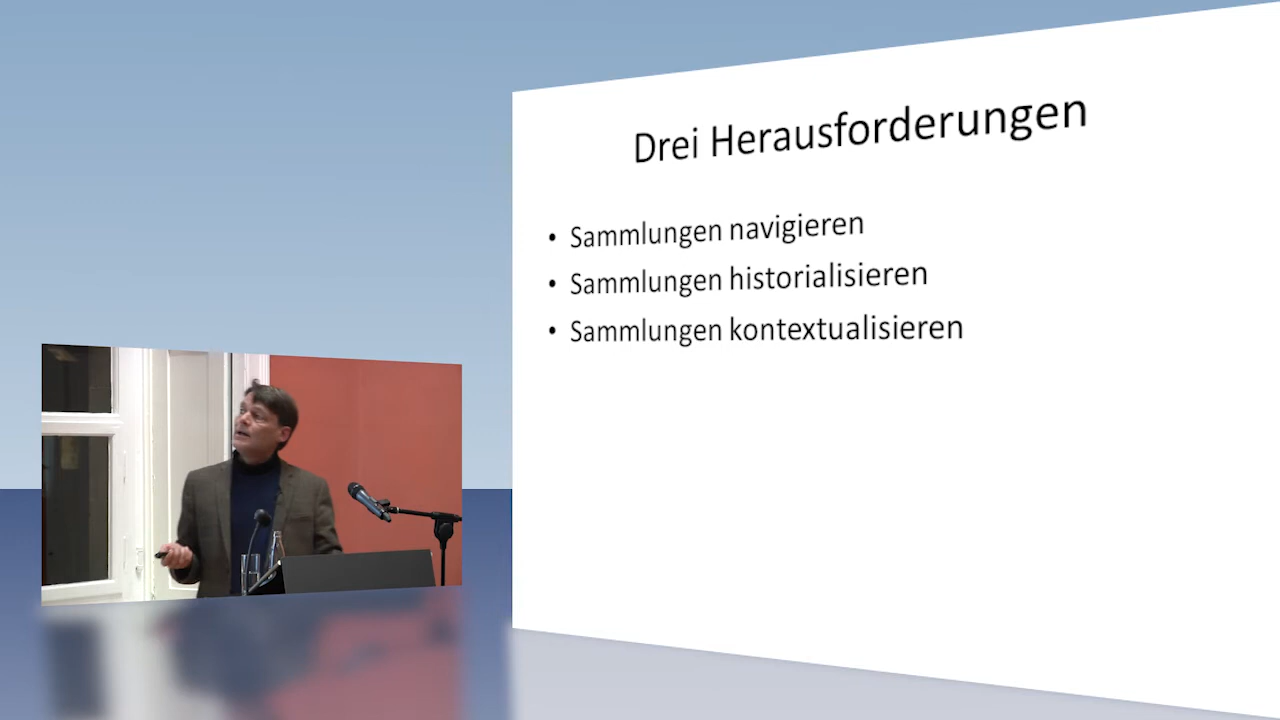 Drei Herausforderungen
• Sammlungen navigieren
• Sammlungen historialisieren
• Sammlungen kontextualisieren